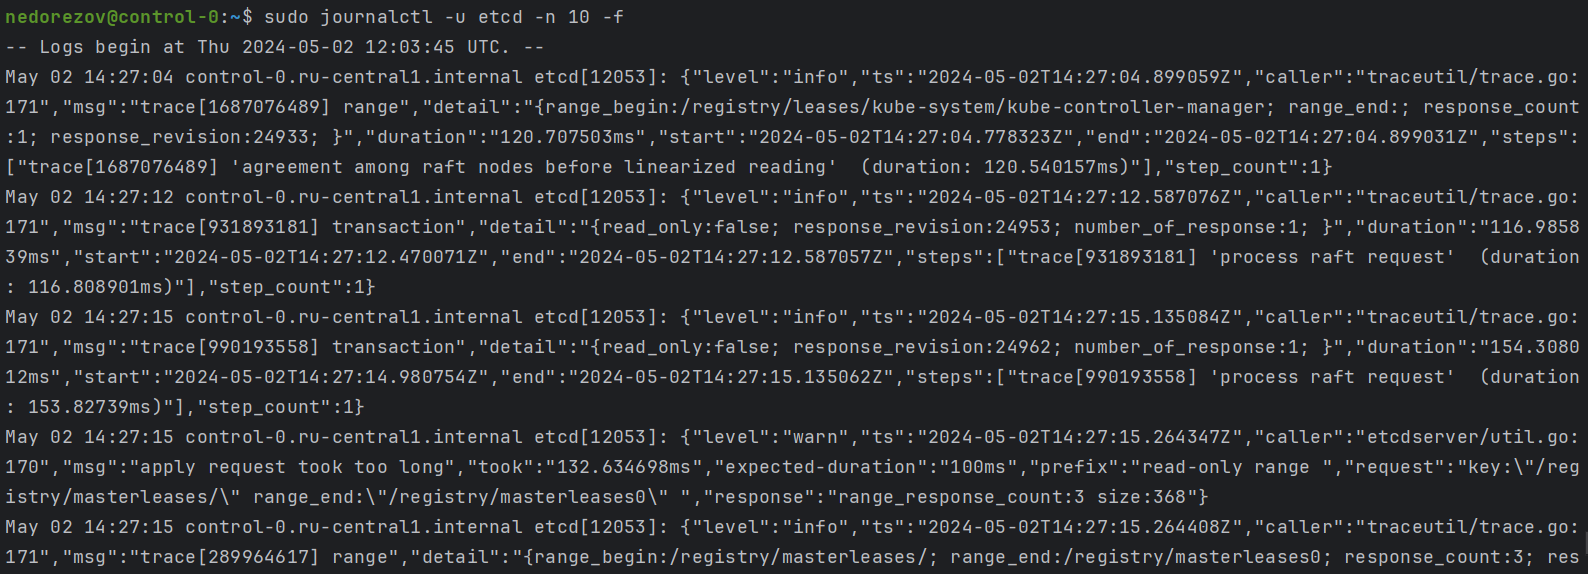 nedorezov@control-0:~$ sudo journalctl -u etcd -n 10 -f
-- Logs begin at Thu 2024-05-02 12:03:45 UTC. --
May 02 14:27:04 control-0.ru-central1.internal etcd[12053]: {"level":"info","ts":"2024-05-02T14:27:04.899059Z","caller":"traceutil/trace.go:
171","msg":"trace[1687076489] range","detail":"{range_begin:/registry/leases/kube-system/kube-controller-manager; range_end:; response_count
:1; response_revision:24933; }","duration":"120.707503ms","start":"2024-05-02T14:27:04.778323Z","end":"2024-05-02T14:27:04.899031Z","steps":
["trace[1687076489] 'agreement among raft nodes before linearized reading'  (duration: 120.540157ms)"],"step_count":1}
May 02 14:27:12 control-0.ru-central1.internal etcd[12053]: {"level":"info","ts":"2024-05-02T14:27:12.587076Z","caller":"traceutil/trace.go:
171","msg":"trace[931893181] transaction","detail":"{read_only:false; response_revision:24953; number_of_response:1; }","duration":"116.9858
39ms","start":"2024-05-02T14:27:12.470071Z","end":"2024-05-02T14:27:12.587057Z","steps":["trace[931893181] 'process raft request'  (duration
: 116.808901ms)"],"step_count":1}
May 02 14:27:15 control-0.ru-central1.internal etcd[12053]: {"level":"info","ts":"2024-05-02T14:27:15.135084Z","caller":"traceutil/trace.go:
171","msg":"trace[990193558] transaction","detail":"{read_only:false; response_revision:24962; number_of_response:1; }","duration":"154.3080
12ms","start":"2024-05-02T14:27:14.980754Z","end":"2024-05-02T14:27:15.135062Z","steps":["trace[990193558] 'process raft request'  (duration
: 153.82739ms)"],"step_count":1}
May 02 14:27:15 control-0.ru-central1.internal etcd[12053]: {"level":"warn","ts":"2024-05-02T14:27:15.264347Z","caller":"etcdserver/util.go:
170","msg":"apply request took too long","took":"132.634698ms","expected-duration":"100ms","prefix":"read-only range ","request":"key:\"/reg
istry/masterleases/\" range_end:\"/registry/masterleases0\" ","response":"range_response_count:3 size:368"}
May 02 14:27:15 control-0.ru-central1.internal etcd[12053]: {"level":"info","ts":"2024-05-02T14:27:15.264408Z","caller":"traceutil/trace.go:
171","msg":"trace[289964617] range","detail":"{range_begin:/registry/masterleases/; range_end:/registry/masterleases0; response_count:3; res